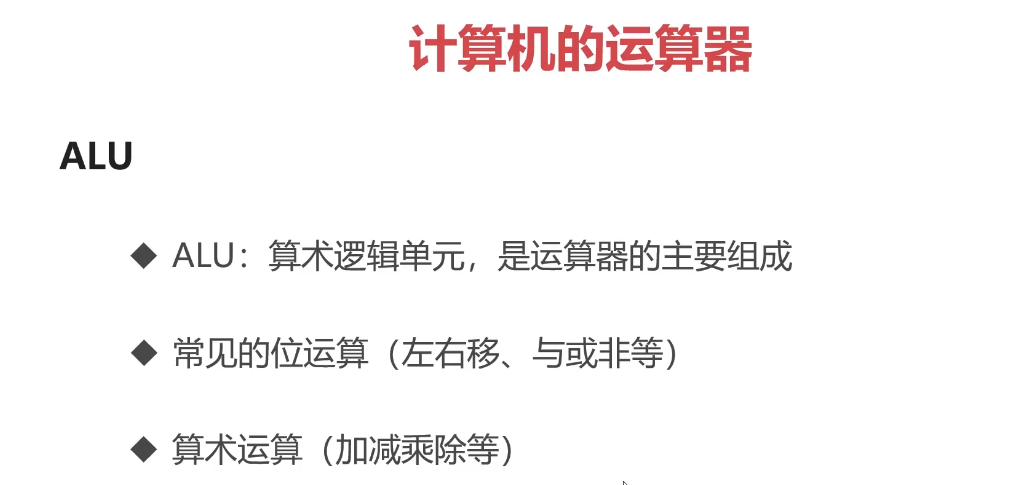 计算机的运算器
ALU
◆ ALU：算术逻辑单元，是运算器的主要组成
◆ 常见的位运算（左右移、与或非等）
◆ 算术运算（加减乘除等）